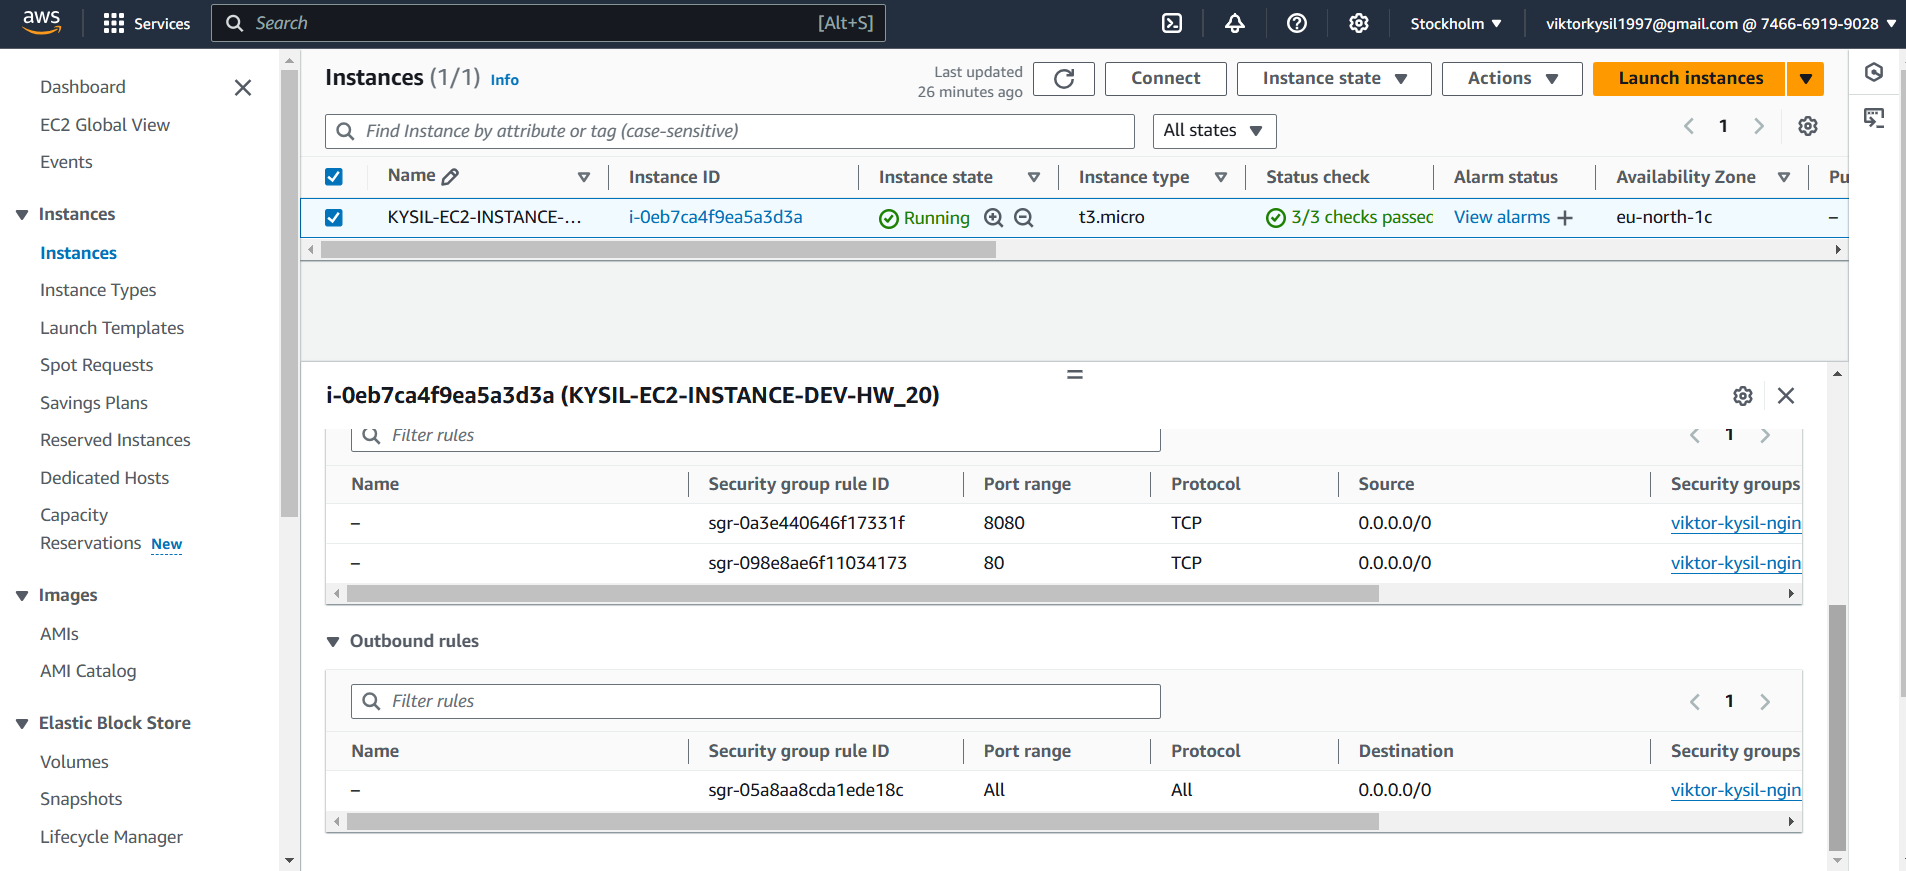 aws Services Search [Alt+S] Stockholm viktorkysil1997@gmail.com @ 7466-6919-9028
Dashboard
EC2 Global View
Events
Instances
Instances
Instance Types
Launch Templates
Spot Requests
Savings Plans
Reserved Instances
Dedicated Hosts
Capacity
Reservations New
Images
AMIs
AMI Catalog
Elastic Block Store
Volumes
Snapshots
Lifecycle Manager
Instances (1/1) Info
Last updated
26 minutes ago
Connect Instance state Actions Launch instances
Find Instance by attribute or tag (case-sensitive) All states 1
Name Instance ID Instance state Instance type Status check Alarm status Availability Zone Pu
KYSIL-EC2-INSTANCE-... i-0eb7ca4f9ea5a3d3a Running t3.micro 3/3 checks passed View alarms + eu-north-1c –
i-0eb7ca4f9ea5a3d3a (KYSIL-EC2-INSTANCE-DEV-HW_20)
Filter rules 1
Name Security group rule ID Port range Protocol Source Security groups
– sgr-0a3e440646f17331f 8080 TCP 0.0.0.0/0 viktor-kysil-ngin
– sgr-098e8ae6f11034173 80 TCP 0.0.0.0/0 viktor-kysil-ngin
Outbound rules
Filter rules 1
Name Security group rule ID Port range Protocol Destination Security groups
– sgr-05a8aa8cda1ede18c All All 0.0.0.0/0 viktor-kysil-ngin